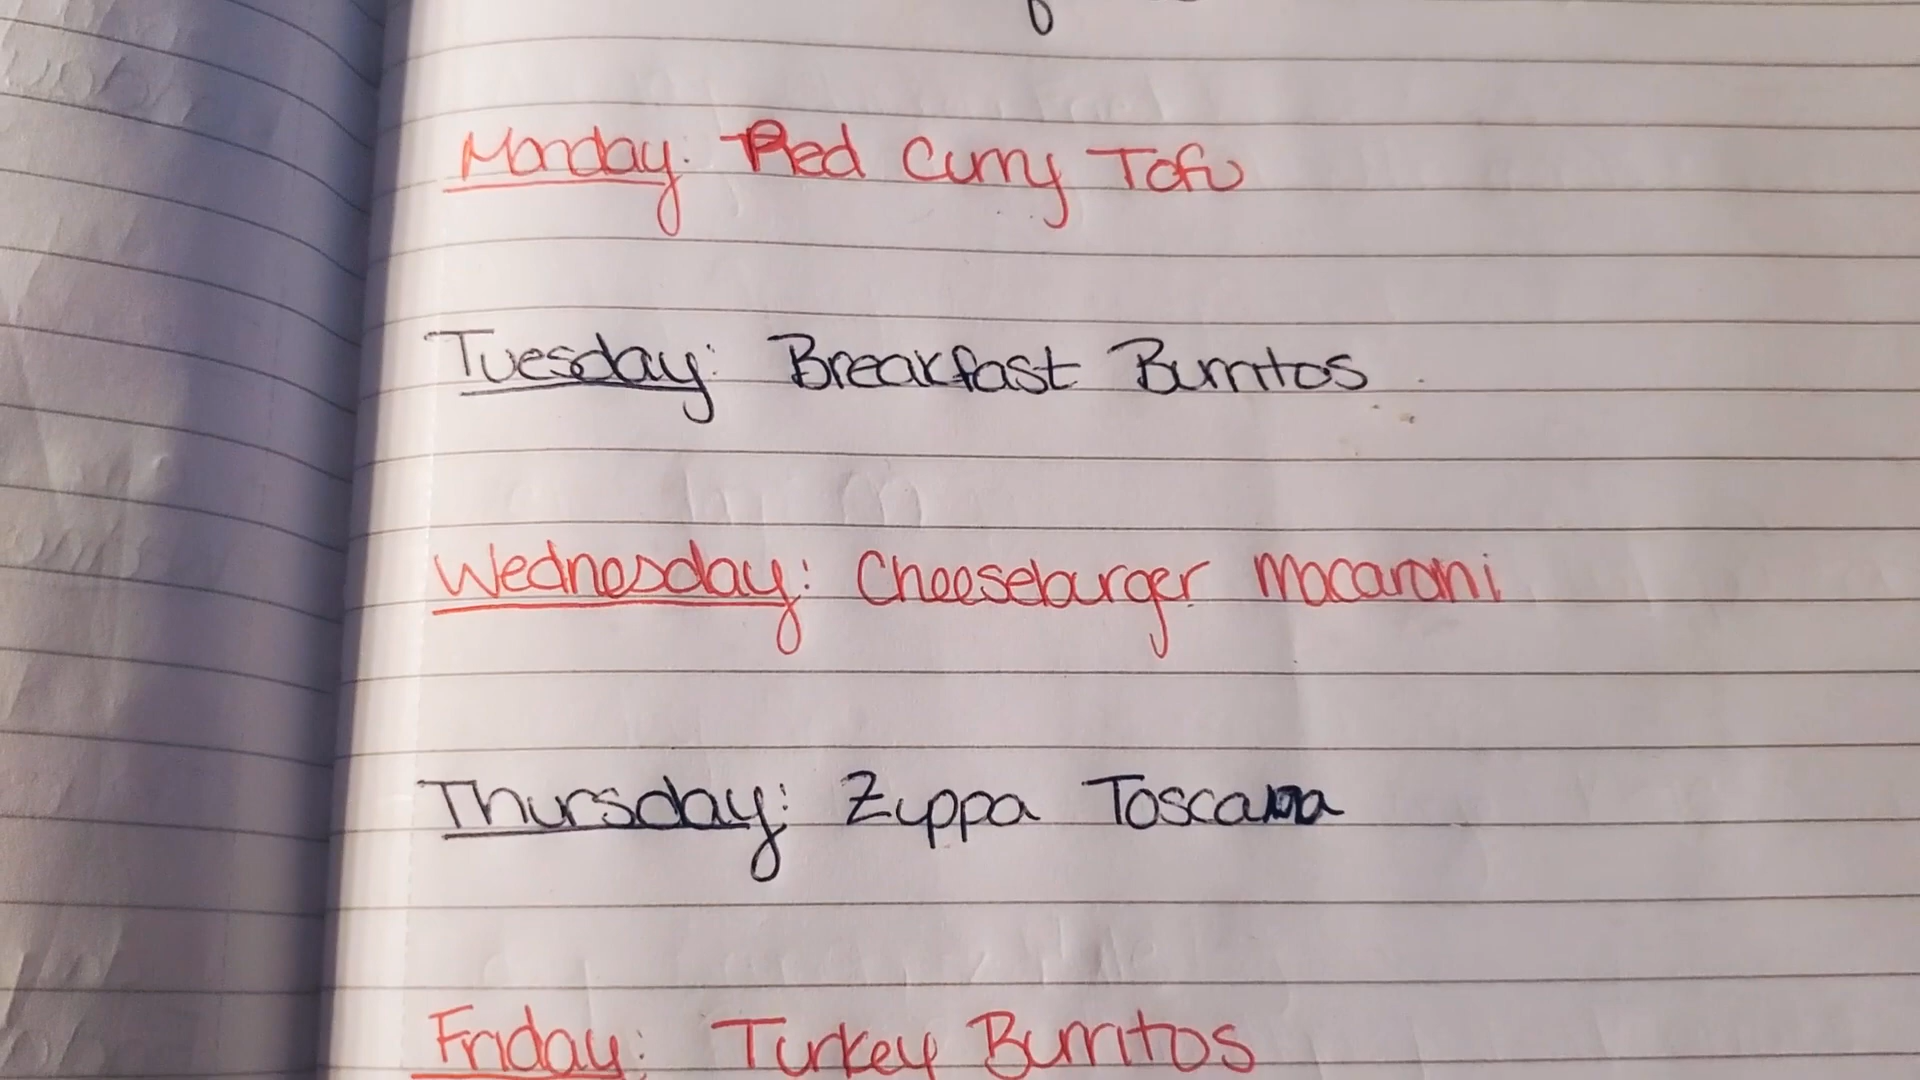 Monday: Red Curry Tofu
Tuesday: Breakfast Burritos
Wednesday: Cheeseburger Macaroni
Thursday: Zuppa Toscana
Friday: Turkey Burritos